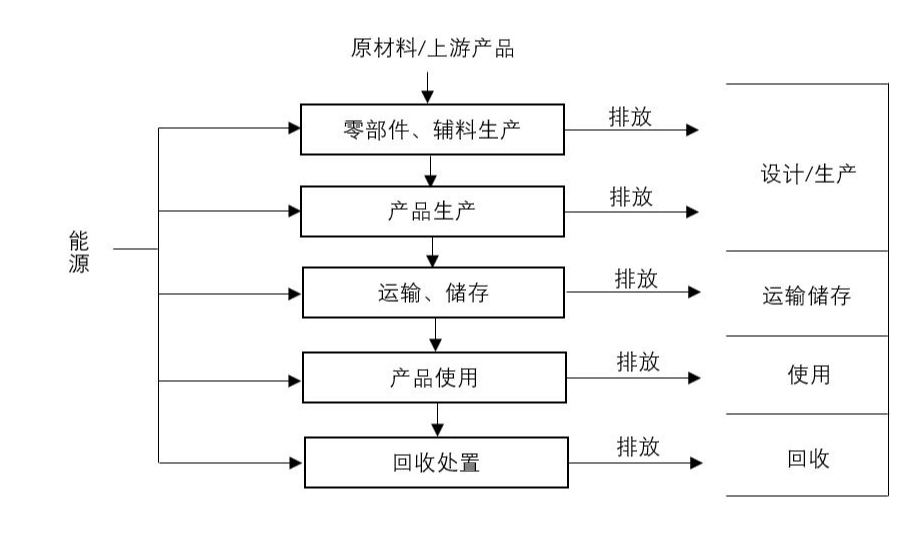 原材料/上游产品
零部件、辅料生产
排放
设计/生产
产品生产
排放
能
源
运输、储存
排放
运输储存
产品使用
排放
使用
回收处置
排放
回收